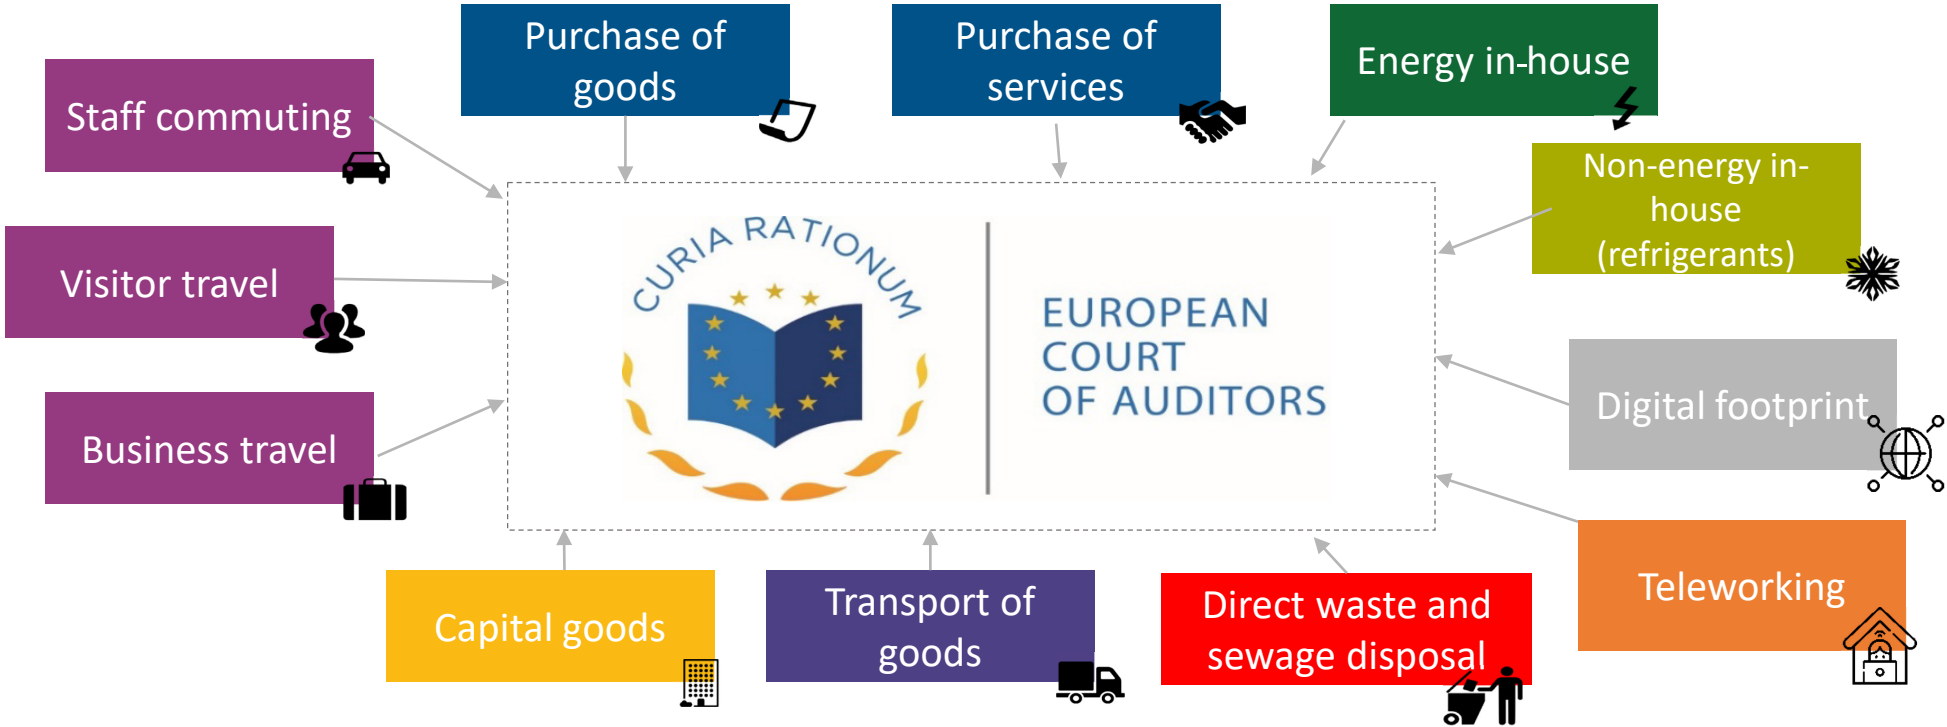 Purchase of
goods
Purchase of
services
Energy in-house
Staff commuting
Non-energy in-
house
(refrigerants)
Visitor travel
CURIA RATIONUM
EUROPEAN
COURT
OF AUDITORS
Digital footprint
Business travel
Teleworking
Capital goods
Transport of
goods
Direct waste and
sewage disposal